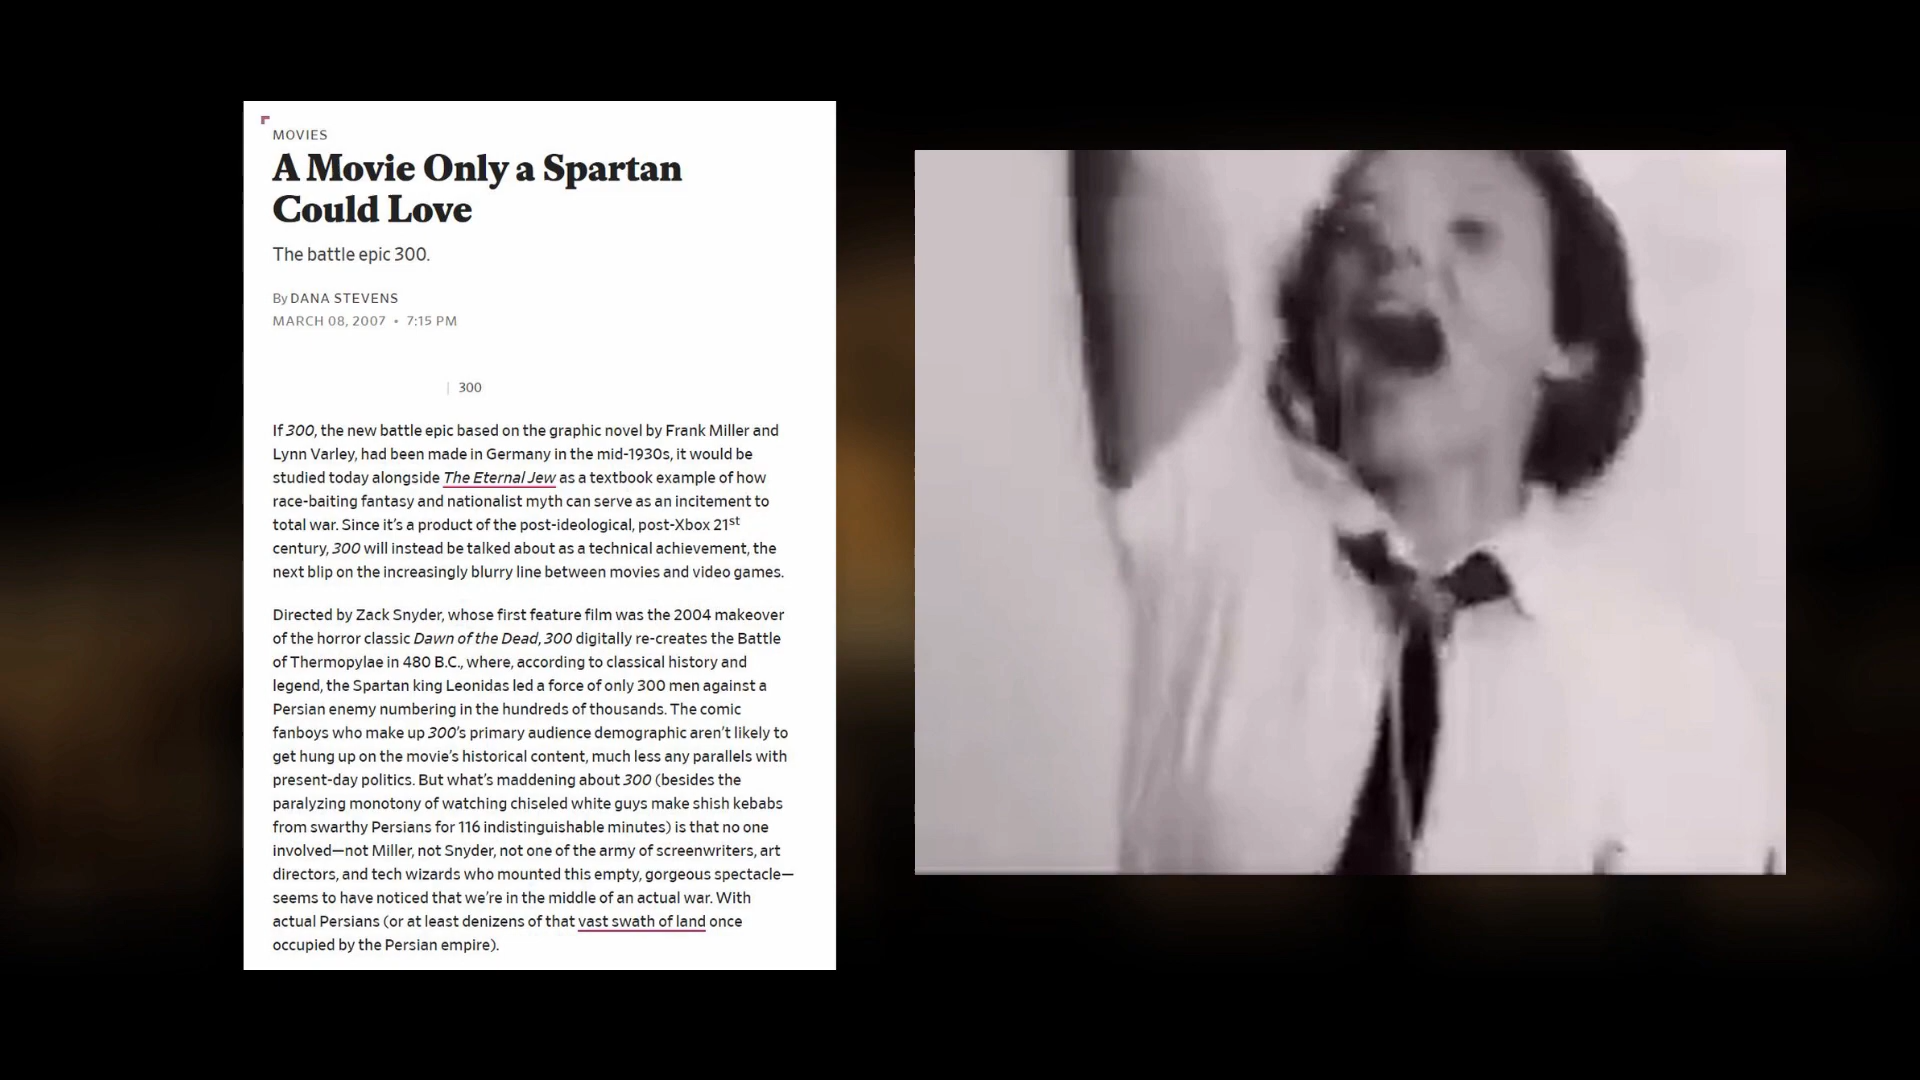 MOVIES
A Movie Only a Spartan
Could Love
The battle epic 300.
By DANA STEVENS
MARCH 08, 2007 • 7:15 PM
| 300
If 300, the new battle epic based on the graphic novel by Frank Miller and
Lynn Varley, had been made in Germany in the mid-1930s, it would be
studied today alongside The Eternal Jew as a textbook example of how
race-baiting fantasy and nationalist myth can serve as an incitement to
total war. Since it's a product of the post-ideological, post-Xbox 21st
century, 300 will instead be talked about as a technical achievement, the
next blip on the increasingly blurry line between movies and video games.
Directed by Zack Snyder, whose first feature film was the 2004 makeover
of the horror classic Dawn of the Dead, 300 digitally re-creates the Battle
of Thermopylae in 480 B.C., where, according to classical history and
legend, the Spartan king Leonidas led a force of only 300 men against a
Persian enemy numbering in the hundreds of thousands. The comic
fanboys who make up 300's primary audience demographic aren't likely to
get hung up on the movie's historical content, much less any parallels with
present-day politics. But what's maddening about 300 (besides the
paralyzing monotony of watching chiseled white guys make shish kebabs
from swarthy Persians for 116 indistinguishable minutes) is that no one
involved—not Miller, not Snyder, not one of the army of screenwriters, art
directors, and tech wizards who mounted this empty, gorgeous spectacle—
seems to have noticed that we're in the middle of an actual war. With
actual Persians (or at least denizens of that vast swath of land once
occupied by the Persian empire).